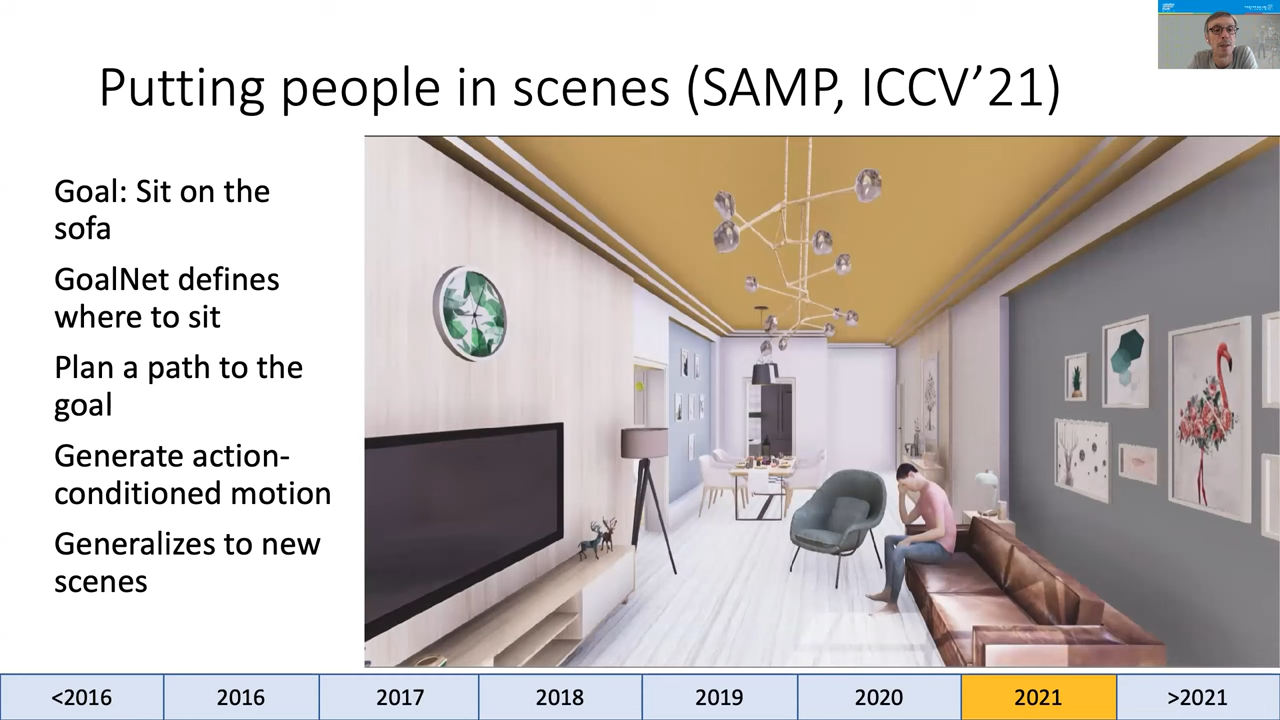 Putting people in scenes (SAMP, ICCV’21)
Goal: Sit on the
sofa
GoalNet defines
where to sit
Plan a path to the
goal
Generate action-
conditioned motion
Generalizes to new
scenes
<2016
2016
2017
2018
2019
2020
2021
>2021